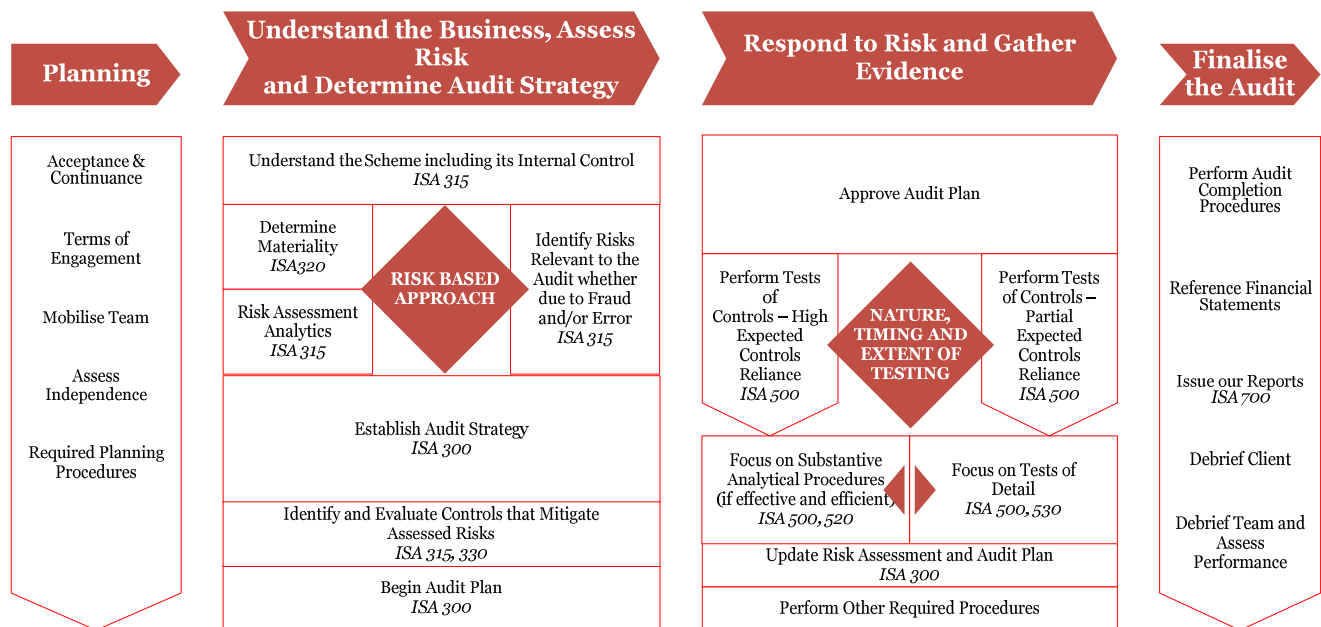 Planning
Understand the Business, Assess
Risk
and Determine Audit Strategy
Respond to Risk and Gather
Evidence
Finalise
the Audit
Acceptance &
Continuance
Terms of
Engagement
Mobilise Team
Assess
Independence
Required Planning
Procedures
Understand the Scheme including its Internal Control
ISA 315
Determine
Materiality
ISA320
Risk Assessment
Analytics
ISA 315
RISK BASED
APPROACH
Identify Risks
Relevant to the
Audit whether
due to Fraud
and/or Error
ISA 315
Establish Audit Strategy
ISA 300
Identify and Evaluate Controls that Mitigate
Assessed Risks
ISA 315, 330
Begin Audit Plan
ISA 300
Approve Audit Plan
Perform Tests
of
Controls – High
Expected
Controls
Reliance
ISA 500
NATURE,
TIMING AND
EXTENT OF
TESTING
Perform Tests
of Controls –
Partial
Expected
Controls
Reliance
ISA 500
Focus on Substantive
Analytical Procedures
(if effective and efficient)
ISA 500, 520
Focus on Tests of
Detail
ISA 500, 530
Update Risk Assessment and Audit Plan
ISA 300
Perform Other Required Procedures
Perform Audit
Completion
Procedures
Reference Financial
Statements
Issue our Reports
ISA 700
Debrief Client
Debrief Team and
Assess
Performance